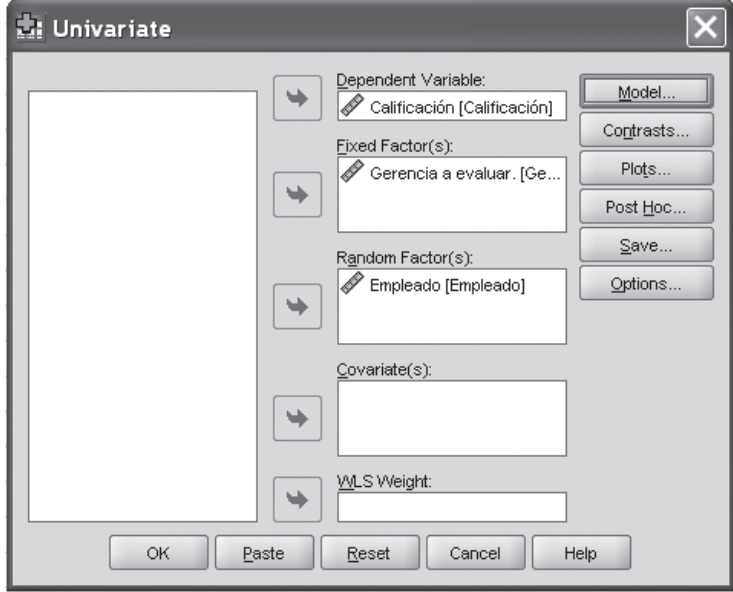 Univariate
Dependent Variable:
Calificación [Calificación]
Fixed Factor(s):
Gerencia a evaluar. [Ge...
Random Factor(s):
Empleado [Empleado]
Covariate(s):
WLS Weight:
Model...
Contrasts...
Plots...
Post Hoc...
Save...
Options...
OK
Paste
Reset
Cancel
Help